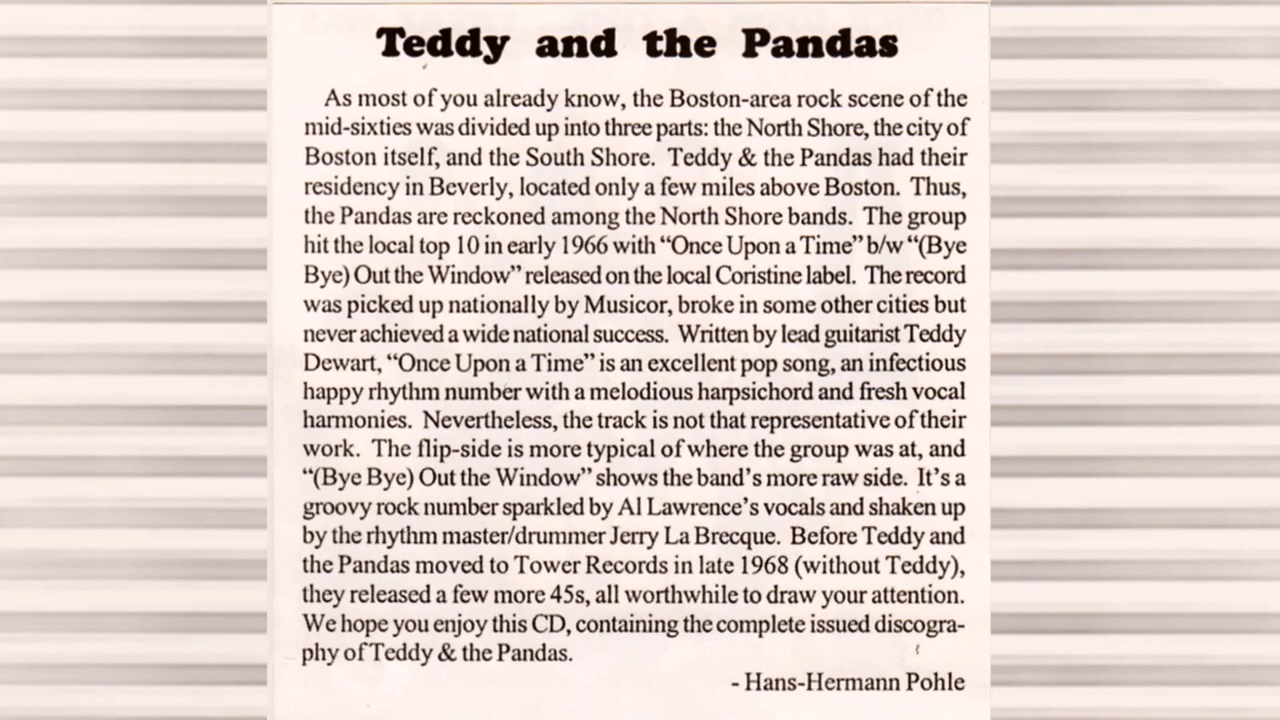 Teddy and the Pandas
As most of you already know, the Boston-area rock scene of the
mid-sixties was divided up into three parts: the North Shore, the city of
Boston itself, and the South Shore. Teddy & the Pandas had their
residency in Beverly, located only a few miles above Boston. Thus,
the Pandas are reckoned among the North Shore bands. The group
hit the local top 10 in early 1966 with “Once Upon a Time” b/w “(Bye
Bye) Out the Window” released on the local Coristine label. The record
was picked up nationally by Musicor, broke in some other cities but
never achieved a wide national success. Written by lead guitarist Teddy
Dewart, “Once Upon a Time” is an excellent pop song, an infectious
happy rhythm number with a melodious harpsichord and fresh vocal
harmonies. Nevertheless, the track is not that representative of their
work. The flip-side is more typical of where the group was at, and
“(Bye Bye) Out the Window” shows the band’s more raw side. It’s a
groovy rock number sparkled by Al Lawrence’s vocals and shaken up
by the rhythm master/drummer Jerry La Brecque. Before Teddy and
the Pandas moved to Tower Records in late 1968 (without Teddy),
they released a few more 45s, all worthwhile to draw your attention.
We hope you enjoy this CD, containing the complete issued discogra-
phy of Teddy & the Pandas.
- Hans-Hermann Pohle